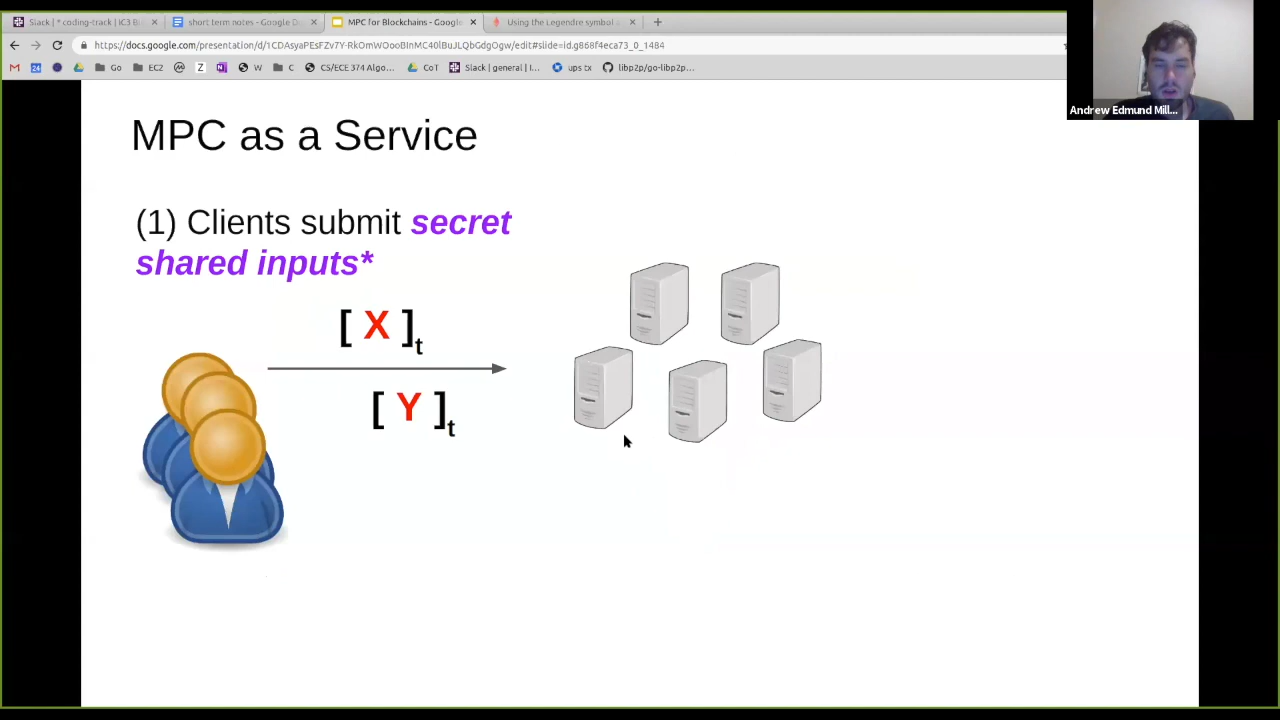 Slack | * coding-track | IC3 B
short term notes - Google D
MPC for Blockchains - Google
Using the Legendre symbol a
https://docs.google.com/presentation/d/1CDAsyaPEsFZv7Y-RkOmWOooBInMC40lBuJLQbGdgOgw/edit#slide=id.g868f4eca73_0_1484
Go EC2 W C CS/ECE 374 Algo... CoT Slack | general | I... ups tx libp2p/go-libp2p...
Andrew Edmund Mill...
MPC as a Service
(1) Clients submit secret
shared inputs*
[ X ]t
[ Y ]t